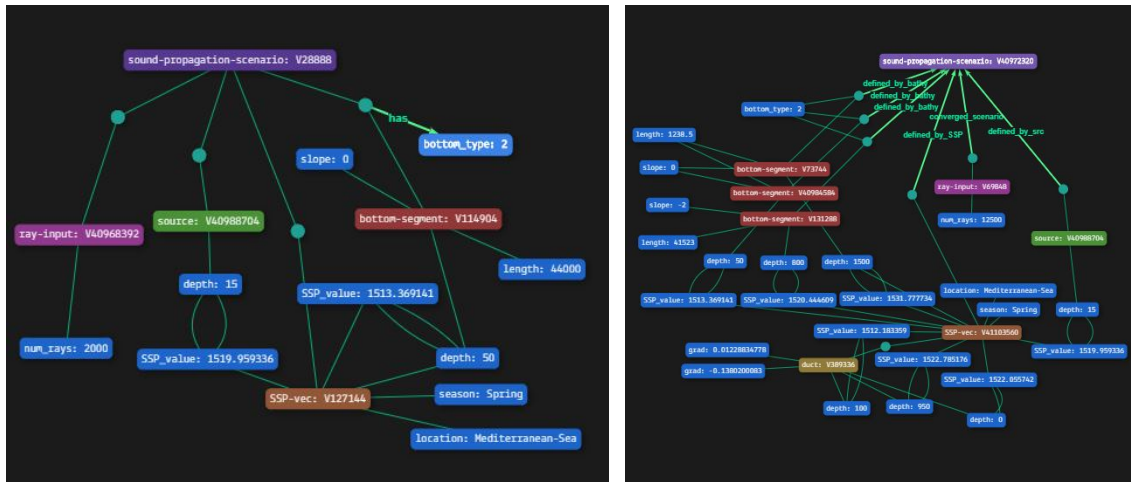 sound-propagation-scenario: V28888
has
bottom_type: 2
slope: 0
source: V40988704
bottom-segment: V114904
ray-input: V40968392
length: 44000
depth: 15
SSP_value: 1513.369141
num_rays: 2000
SSP_value: 1519.959336
depth: 50
SSP-vec: V127144
season: Spring
location: Mediterranean-Sea
sound-propagation-scenario: V40972320
defined_by_bathy
defined_by_bathy
bottom_type: 2
defined_by_bathy
converged_scenario
length: 1238.5
defined_by_SSP
defined_by_src
slope: 0
bottom-segment: V73744
ray-input: V69848
bottom-segment: V40984584
slope: -2
bottom-segment: V131288
num_rays: 12500
length: 41523
source: V40988704
depth: 50
depth: 800
depth: 1500
location: Mediterranean-Sea
SSP_value: 1513.369141
SSP_value: 1520.444609
SSP_value: 1531.777734
season: Spring
depth: 15
SSP_value: 1512.183359
SSP-vec: V41103560
grad: 0.01228834778
SSP_value: 1519.959336
duct: V389336
SSP_value: 1522.785176
grad: -0.1380200083
SSP_value: 1522.855742
depth: 100
depth: 950
depth: 0